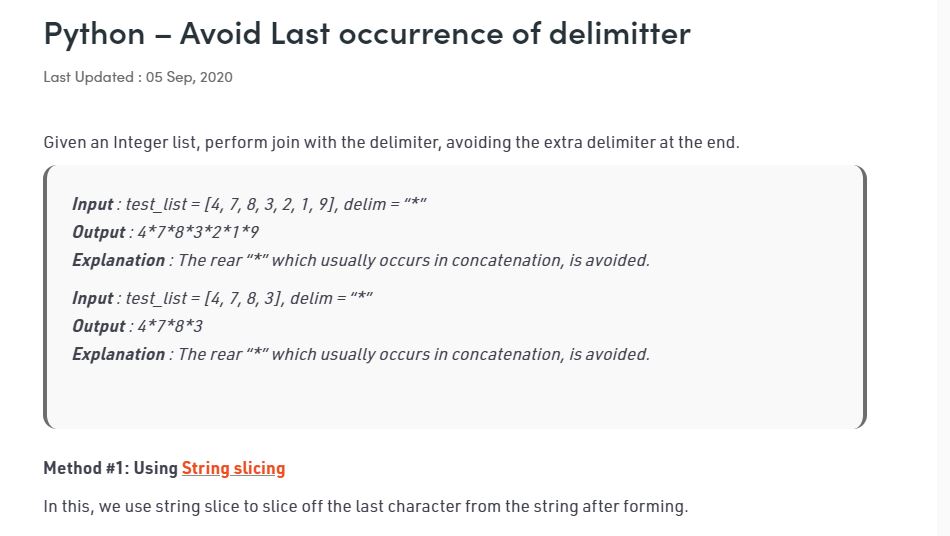 Python – Avoid Last occurrence of delimitter
Last Updated : 05 Sep, 2020
Given an Integer list, perform join with the delimiter, avoiding the extra delimiter at the end.
Input : test_list = [4, 7, 8, 3, 2, 1, 9], delim = “*”
Output : 4*7*8*3*2*1*9
Explanation : The rear “*” which usually occurs in concatenation, is avoided.
Input : test_list = [4, 7, 8, 3], delim = “*”
Output : 4*7*8*3
Explanation : The rear “*” which usually occurs in concatenation, is avoided.
Method #1: Using String slicing
In this, we use string slice to slice off the last character from the string after forming.